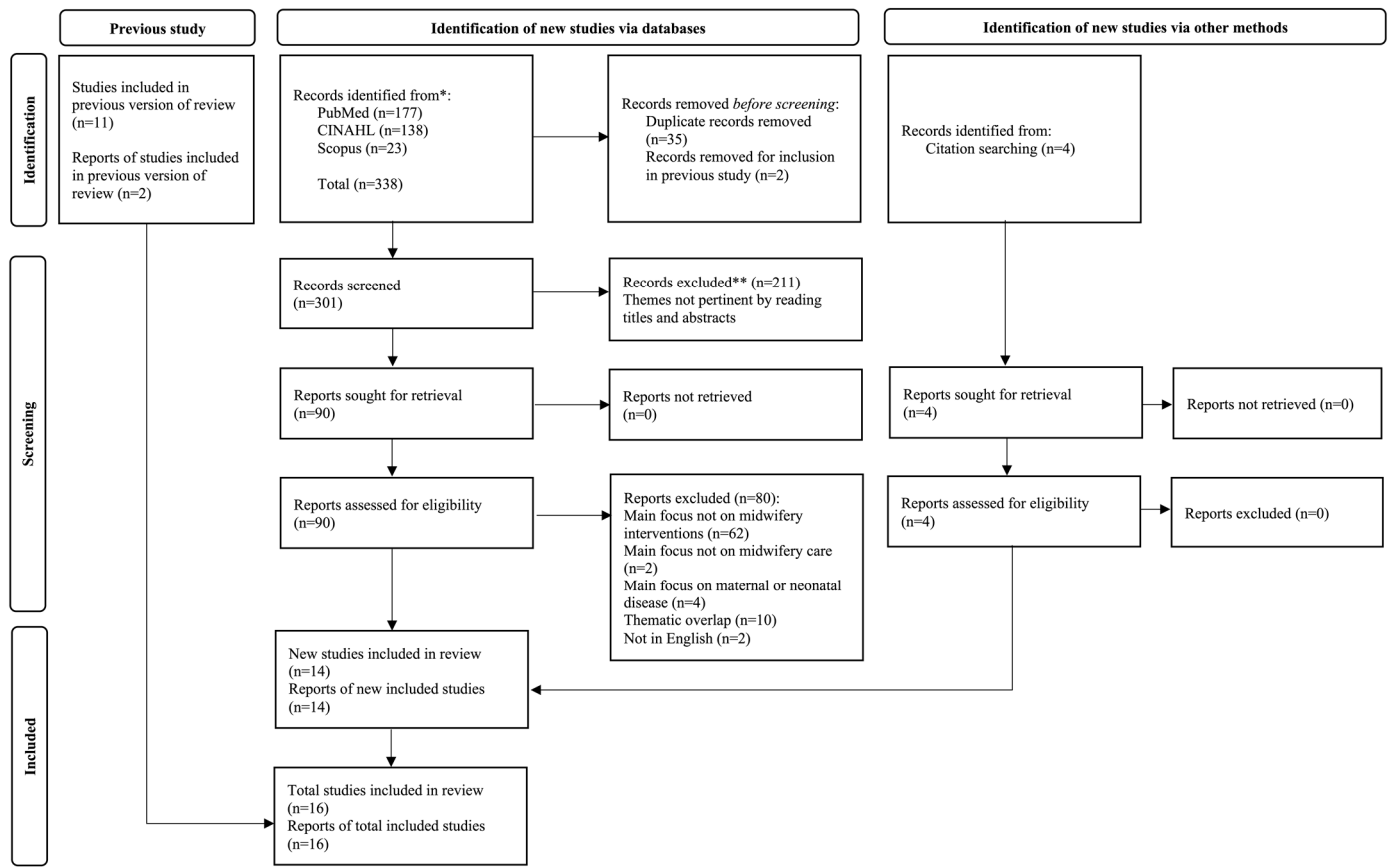 Previous study
Identification of new studies via databases
Identification of new studies via other methods
Identification
Studies included in
previous version of review
(n=11)
Reports of studies included
in previous version of
review (n=2)
Records identified from*:
PubMed (n=177)
CINAHL (n=138)
Scopus (n=23)
Total (n=338)
Records removed before screening:
Duplicate records removed
(n=35)
Records removed for inclusion
in previous study (n=2)
Records identified from:
Citation searching (n=4)
Screening
Records screened
(n=301)
Records excluded** (n=211)
Themes not pertinent by reading
titles and abstracts
Reports sought for retrieval
(n=90)
Reports not retrieved
(n=0)
Reports sought for retrieval
(n=4)
Reports not retrieved (n=0)
Reports assessed for eligibility
(n=90)
Reports excluded (n=80):
Main focus not on midwifery
interventions (n=62)
Main focus not on midwifery care
(n=2)
Main focus on maternal or neonatal
disease (n=4)
Thematic overlap (n=10)
Not in English (n=2)
Reports assessed for eligibility
(n=4)
Reports excluded (n=0)
Included
New studies included in review
(n=14)
Reports of new included studies
(n=14)
Total studies included in review
(n=16)
Reports of total included studies
(n=16)